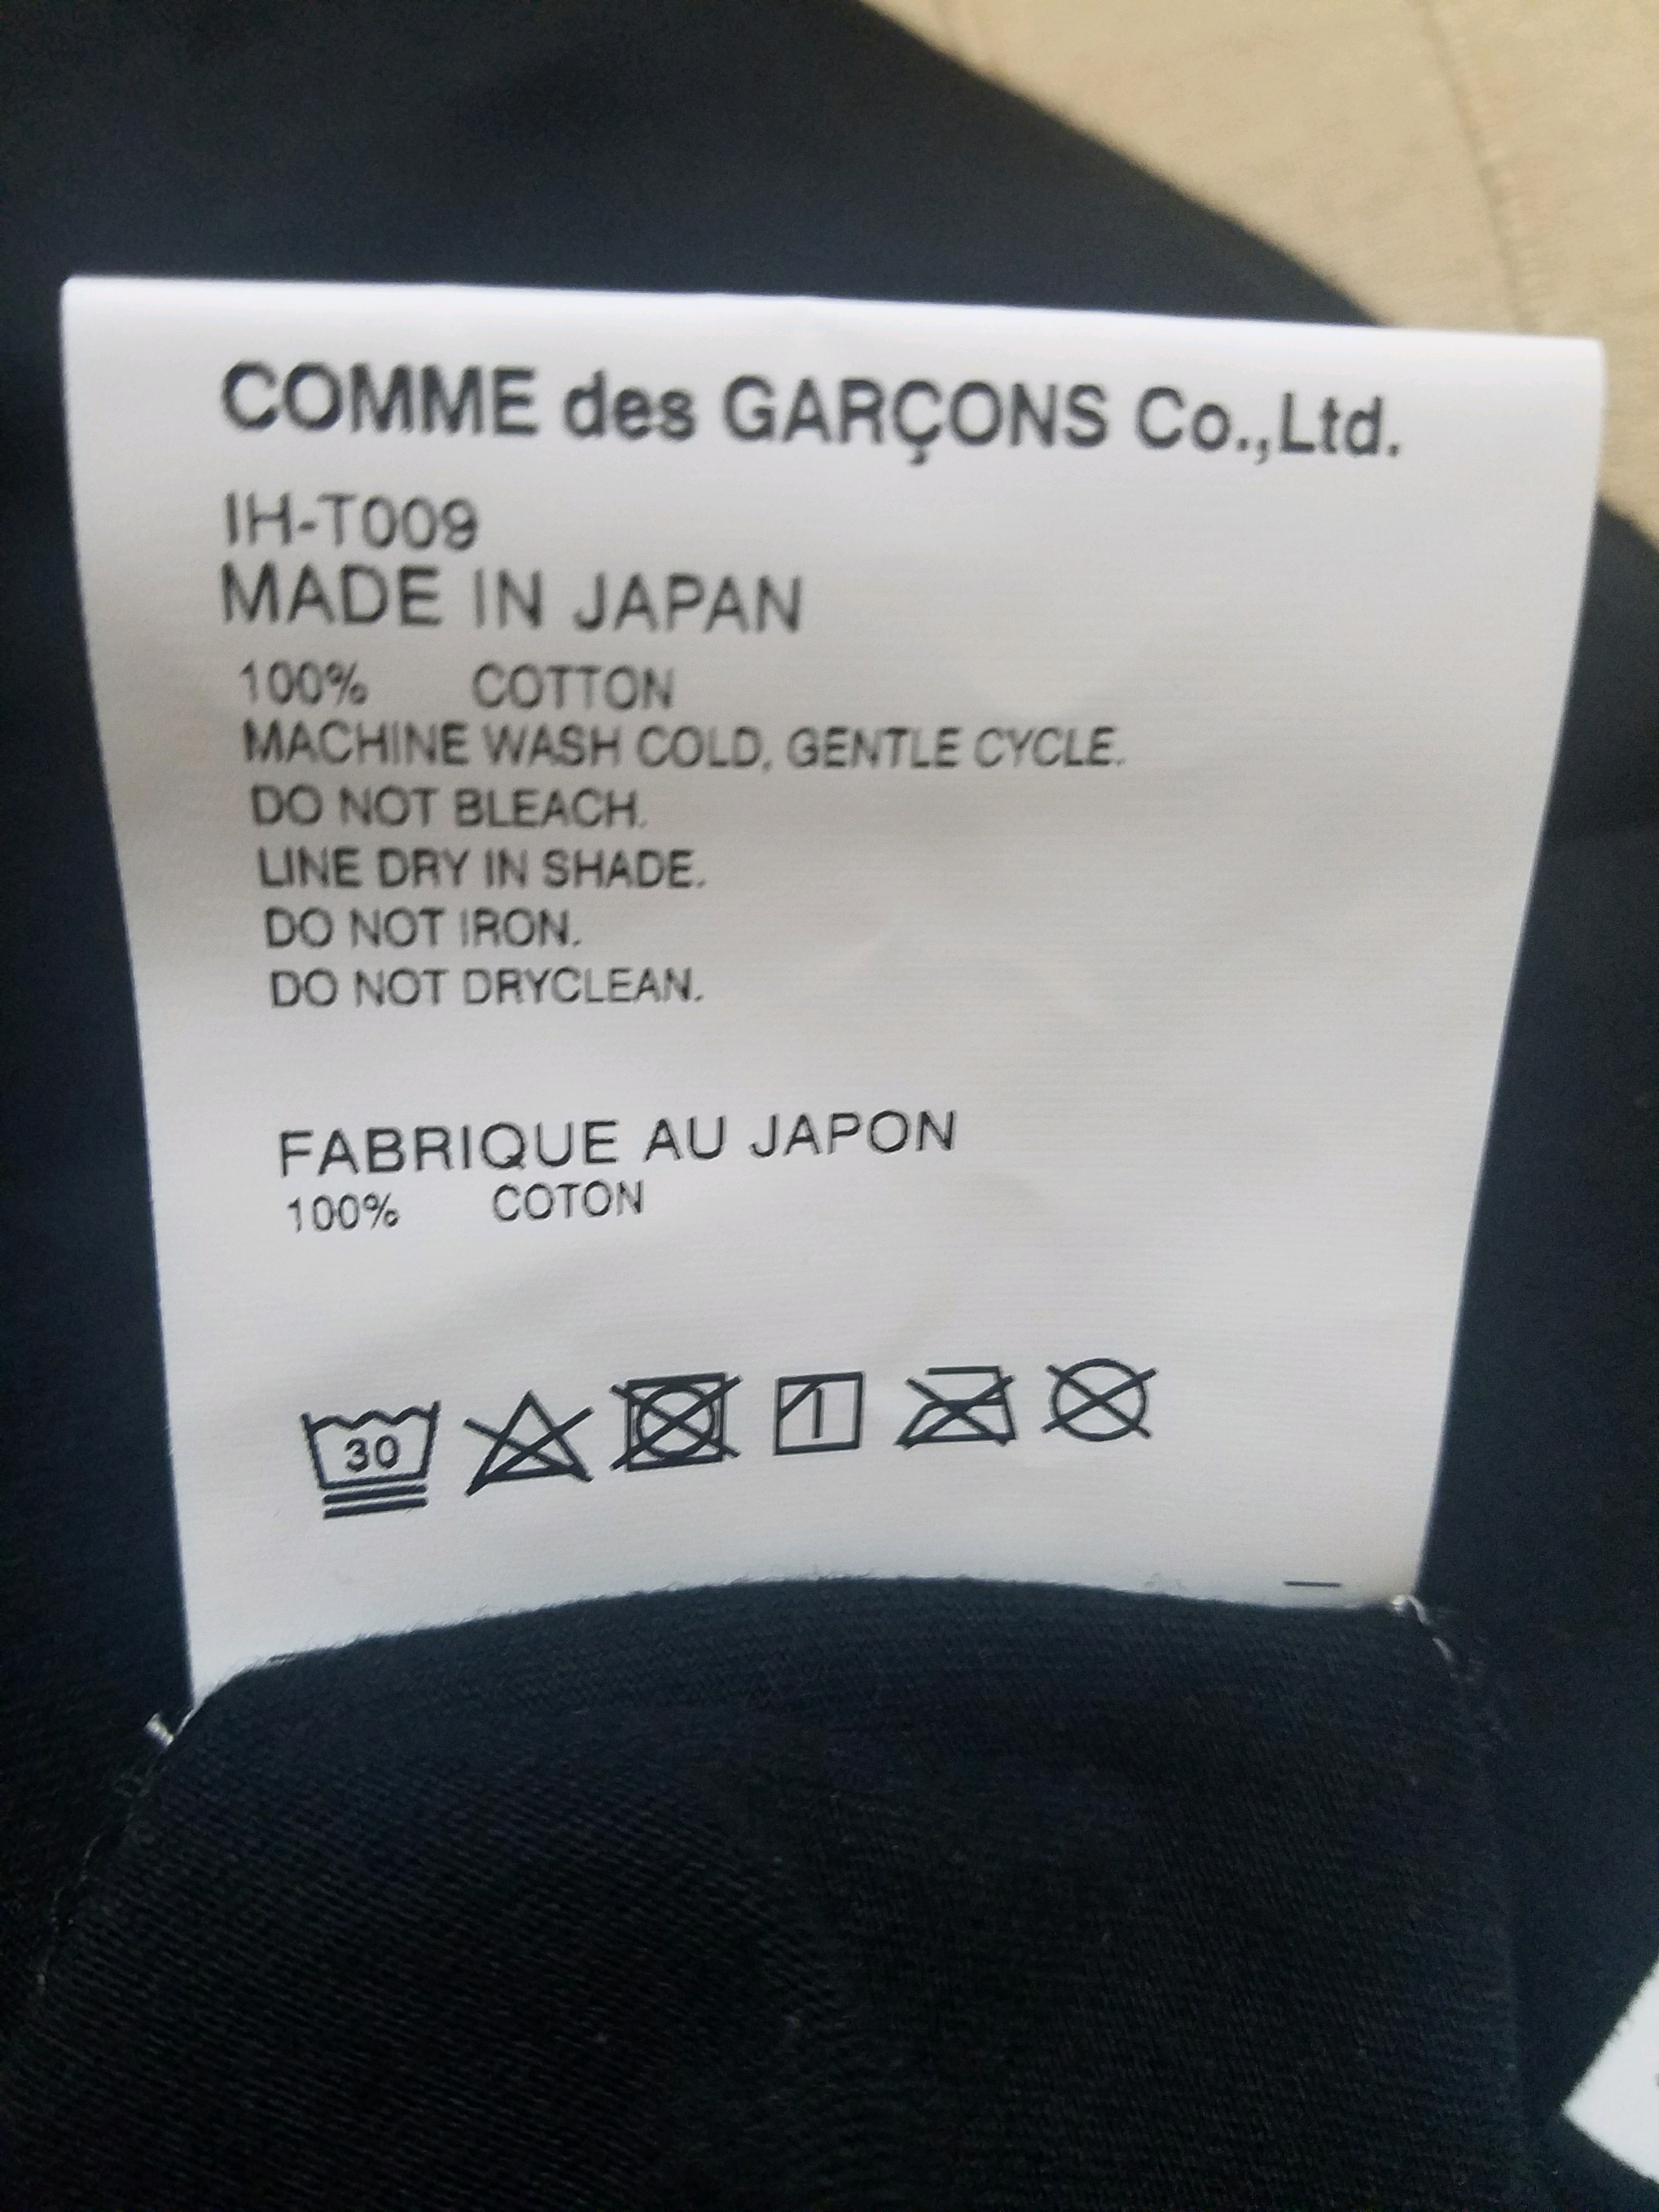 COMME des GARÇONS Co.,Ltd.
IH-T009
MADE IN JAPAN
100% COTTON
MACHINE WASH COLD, GENTLE CYCLE.
DO NOT BLEACH.
LINE DRY IN SHADE.
DO NOT IRON.
DO NOT DRYCLEAN.
FABRIQUE AU JAPON
100% COTON
30